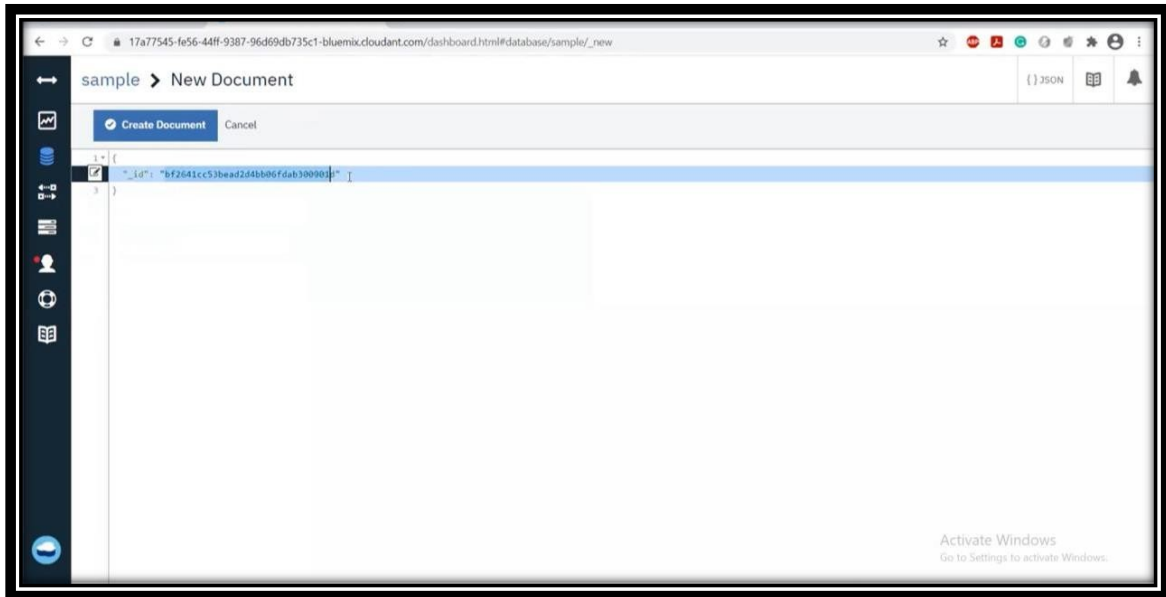 17a77545-fe56-44ff-9387-96d69db735c1-bluemix.cloudant.com/dashboard.html#database/sample/_new
sample > New Document
{ } JSON
Create Document Cancel
1 {
"_id": "bf2641cc53bead2d4bb06fdab300901d"
3 }
Activate Windows
Go to Settings to activate Windows.